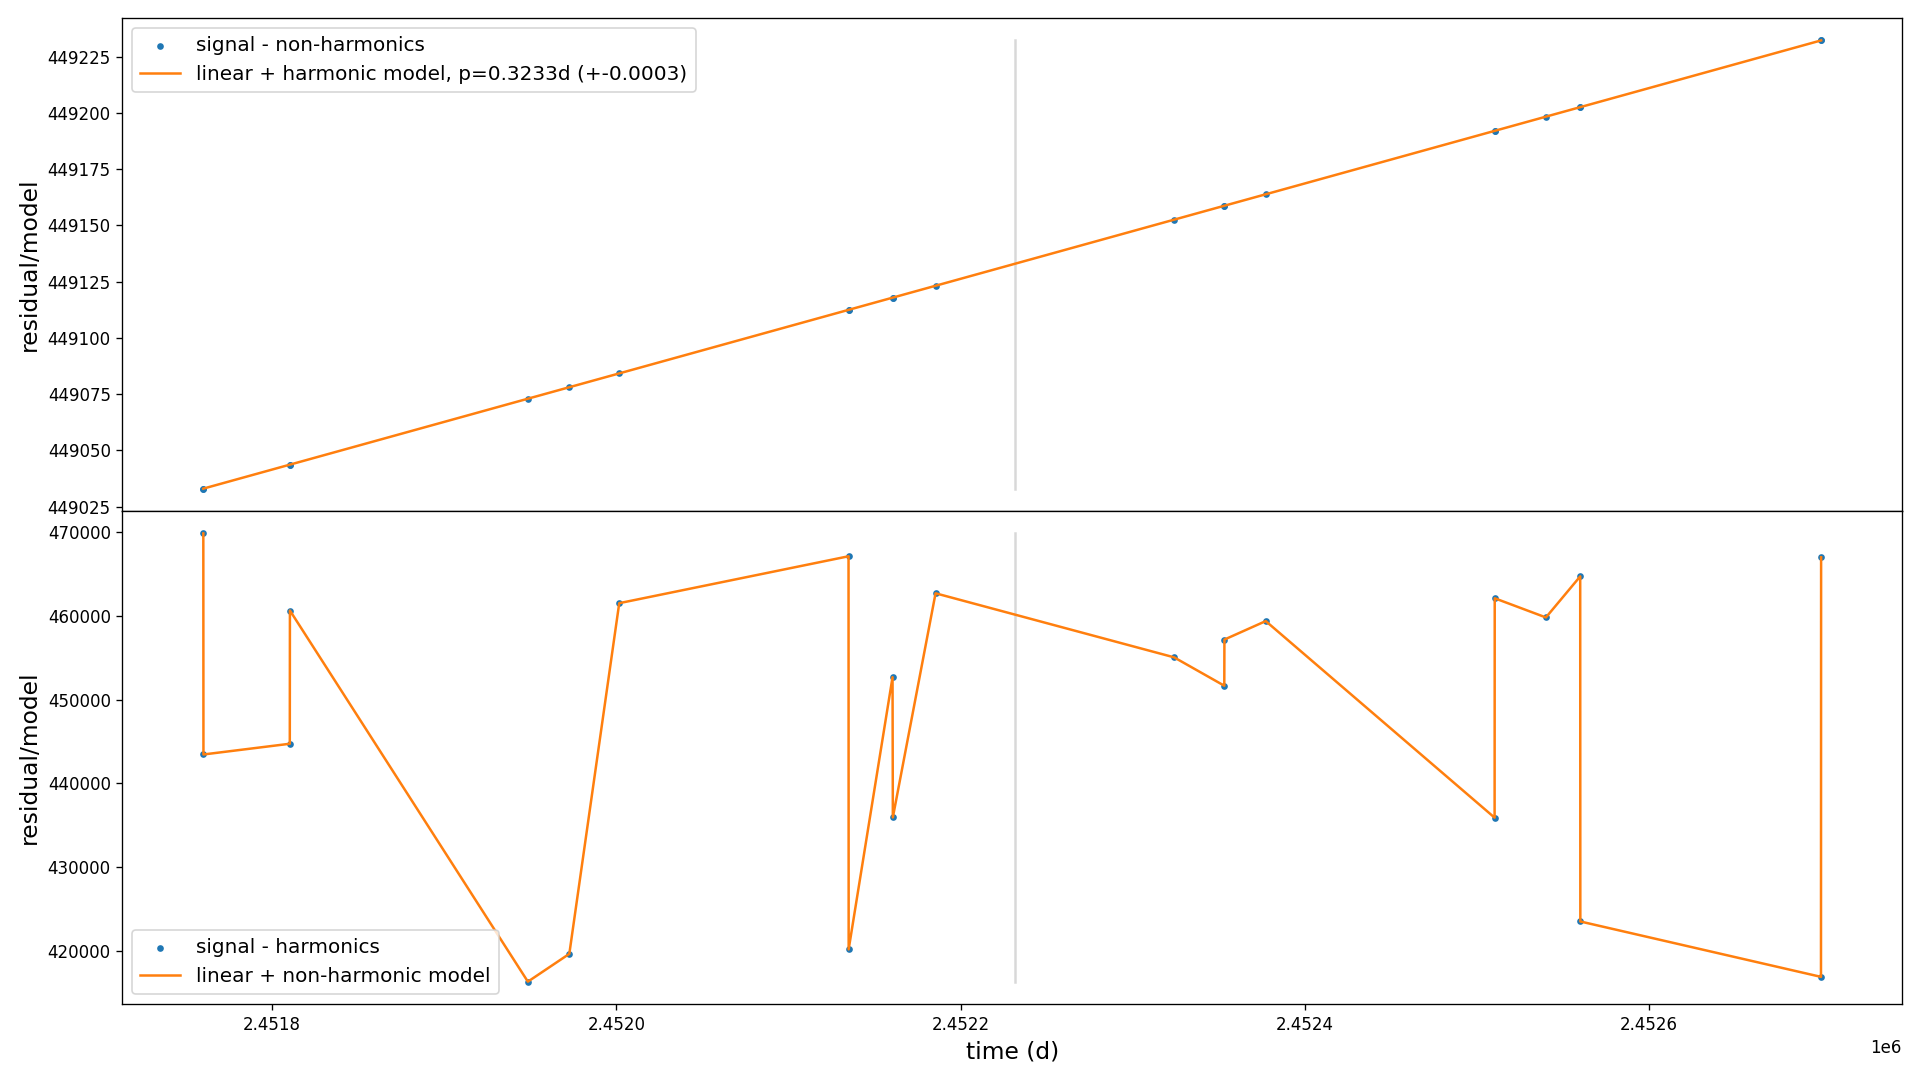 signal - non-harmonics
linear + harmonic model, p=0.3233d (+-0.0003)
449225
449200
449175
449150
449125
449100
449075
449050
449025
residual/model
470000
460000
450000
440000
430000
420000
residual/model
signal - harmonics
linear + non-harmonic model
2.4518
2.4520
2.4522
2.4524
2.4526
1e6
time (d)